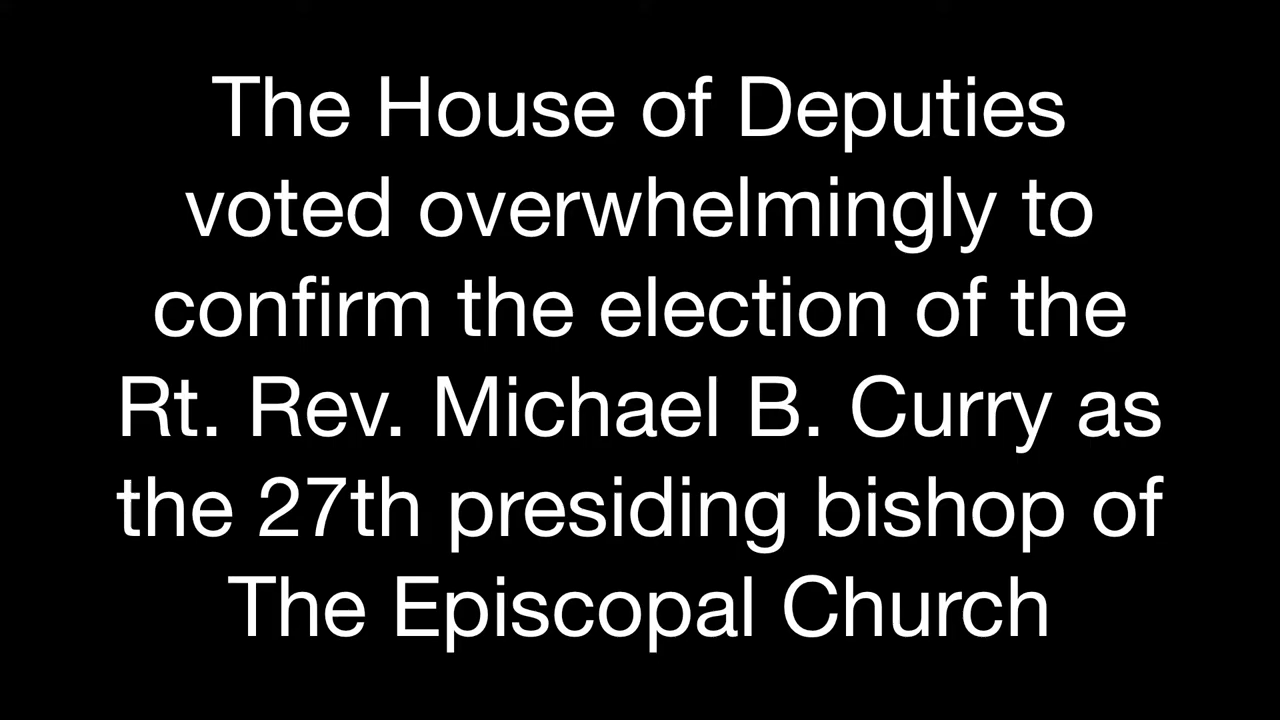 The House of Deputies
voted overwhelmingly to
confirm the election of the
Rt. Rev. Michael B. Curry as
the 27th presiding bishop of
The Episcopal Church